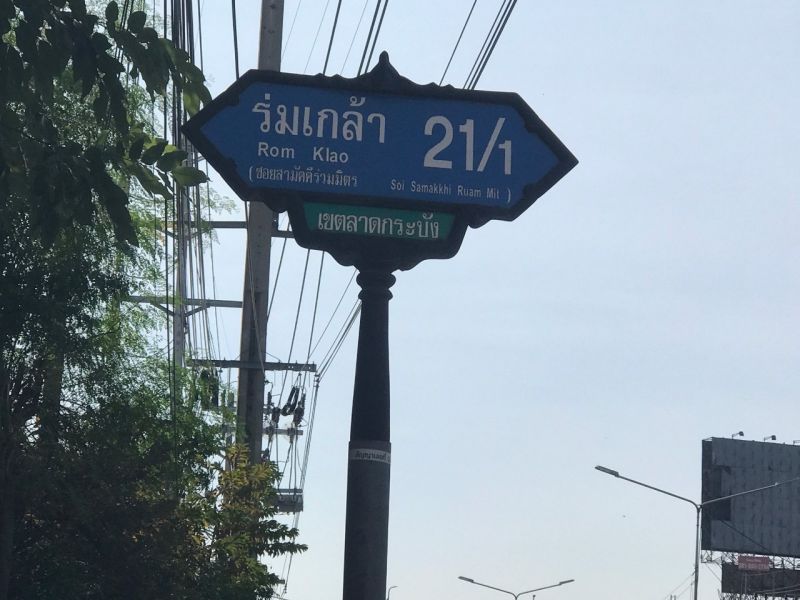 ร่มเกล้า 21/1
Rom Klao
(ซอยสามัคคีร่วมมิตร Soi Samakkhi Ruam Mit )
เขตลาดกระบัง